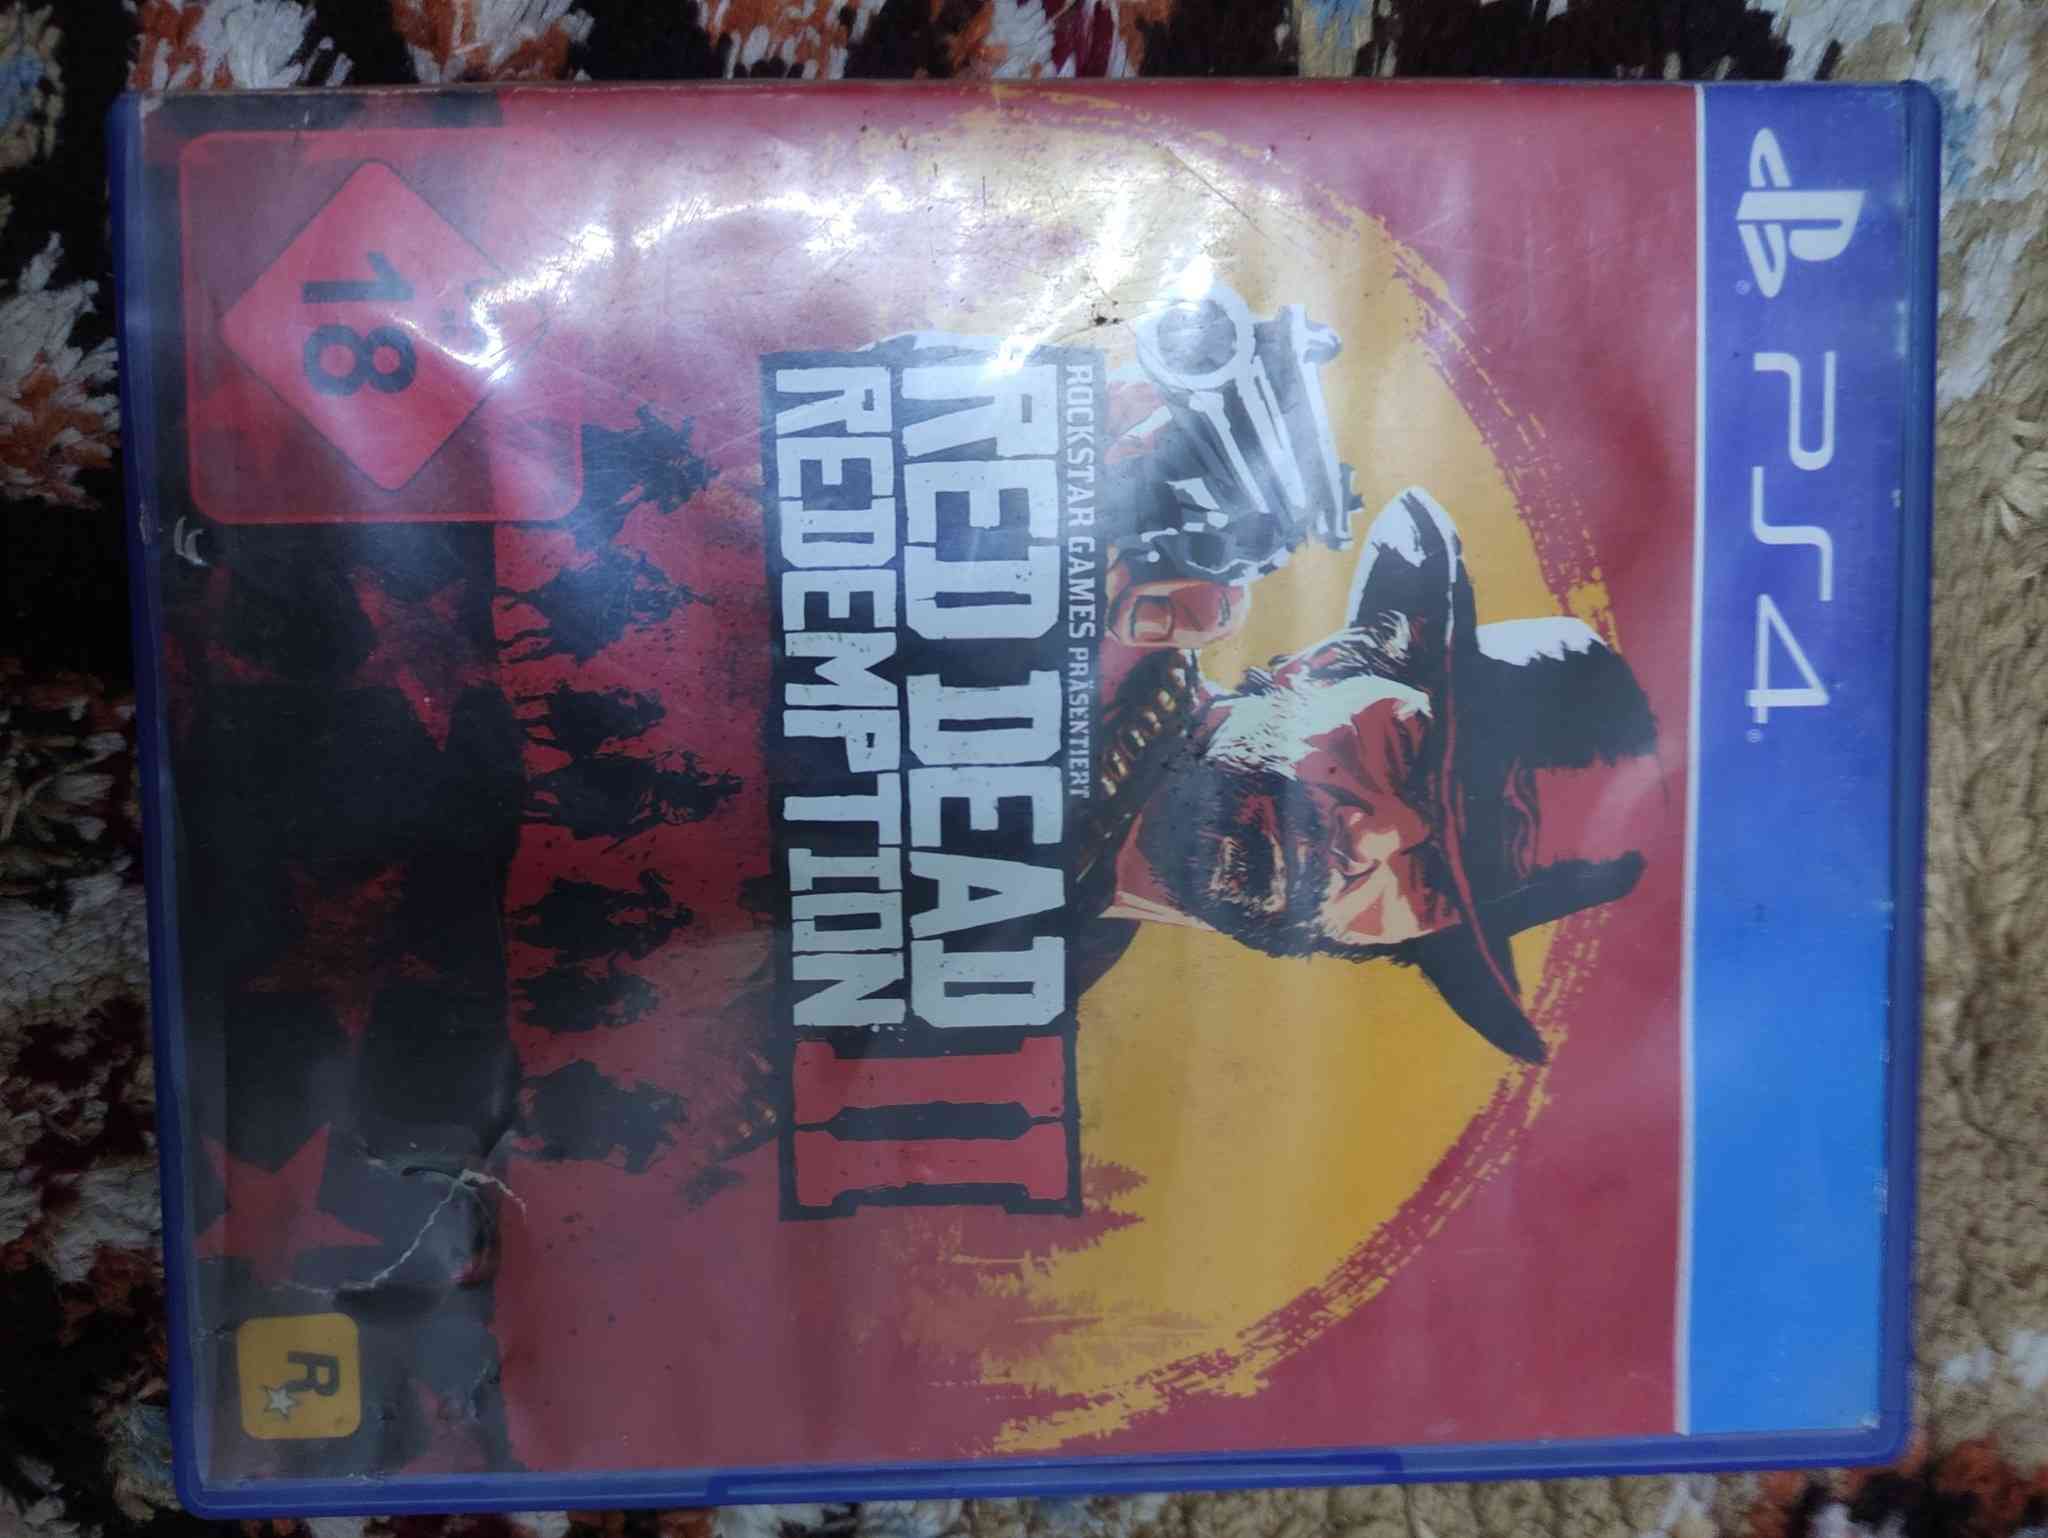 PS4
ROCKSTAR GAMES PRÄSENTIERT
RED DEAD
REDEMPTION II
18
R